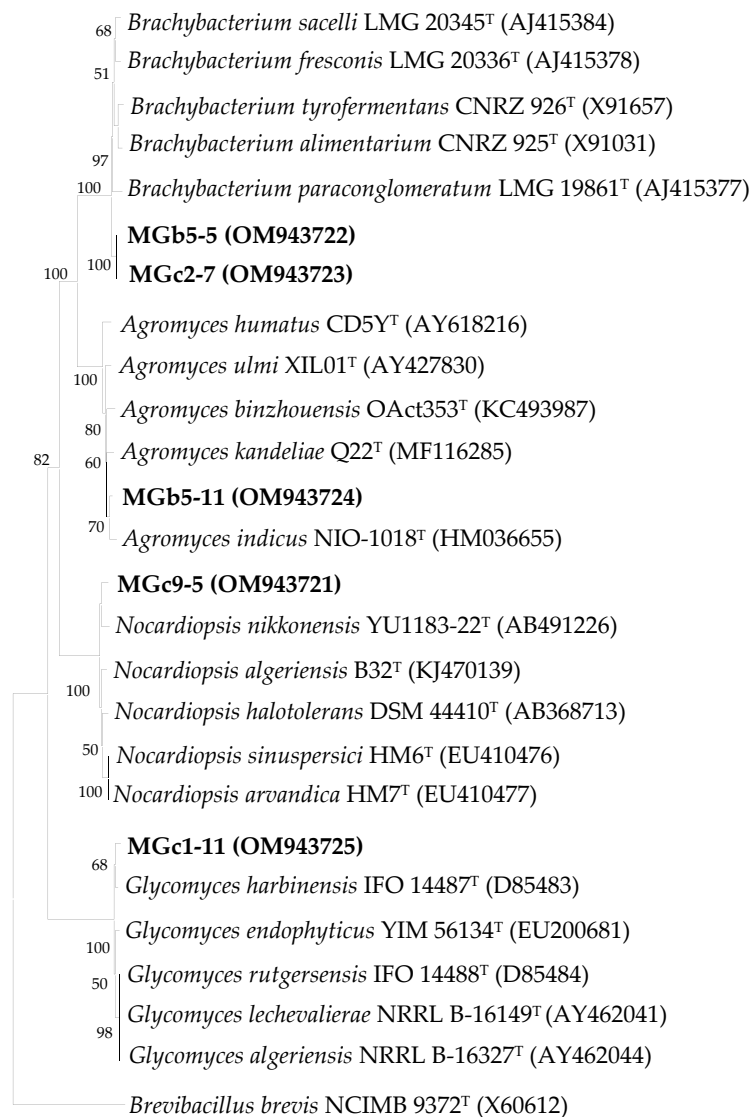 68
Brachybacterium sacelli LMG 20345ᵀ (AJ415384)
Brachybacterium fresconis LMG 20336ᵀ (AJ415378)
51
Brachybacterium tyrofermentans CNRZ 926ᵀ (X91657)
Brachybacterium alimentarium CNRZ 925ᵀ (X91031)
97
100
Brachybacterium paraconglomeratum LMG 19861ᵀ (AJ415377)
MGb5-5 (OM943722)
100
100
MGc2-7 (OM943723)
Agromyces humatus CD5Yᵀ (AY618216)
Agromyces ulmi XIL01ᵀ (AY427830)
100
Agromyces binzhouensis OAct353ᵀ (KC493987)
80
Agromyces kandeliae Q22ᵀ (MF116285)
82
60
MGb5-11 (OM943724)
70
Agromyces indicus NIO-1018ᵀ (HM036655)
MGc9-5 (OM943721)
Nocardiopsis nikkonensis YU1183-22ᵀ (AB491226)
Nocardiopsis algeriensis B32ᵀ (KJ470139)
100
Nocardiopsis halotolerans DSM 44410ᵀ (AB368713)
50
Nocardiopsis sinuspersici HM6ᵀ (EU410476)
100
Nocardiopsis arvandica HM7ᵀ (EU410477)
MGc1-11 (OM943725)
68
Glycomyces harbinensis IFO 14487ᵀ (D85483)
Glycomyces endophyticus YIM 56134ᵀ (EU200681)
100
Glycomyces rutgersensis IFO 14488ᵀ (D85484)
50
Glycomyces lechevalierae NRRL B-16149ᵀ (AY462041)
98
Glycomyces algeriensis NRRL B-16327ᵀ (AY462044)
Brevibacillus brevis NCIMB 9372ᵀ (X60612)